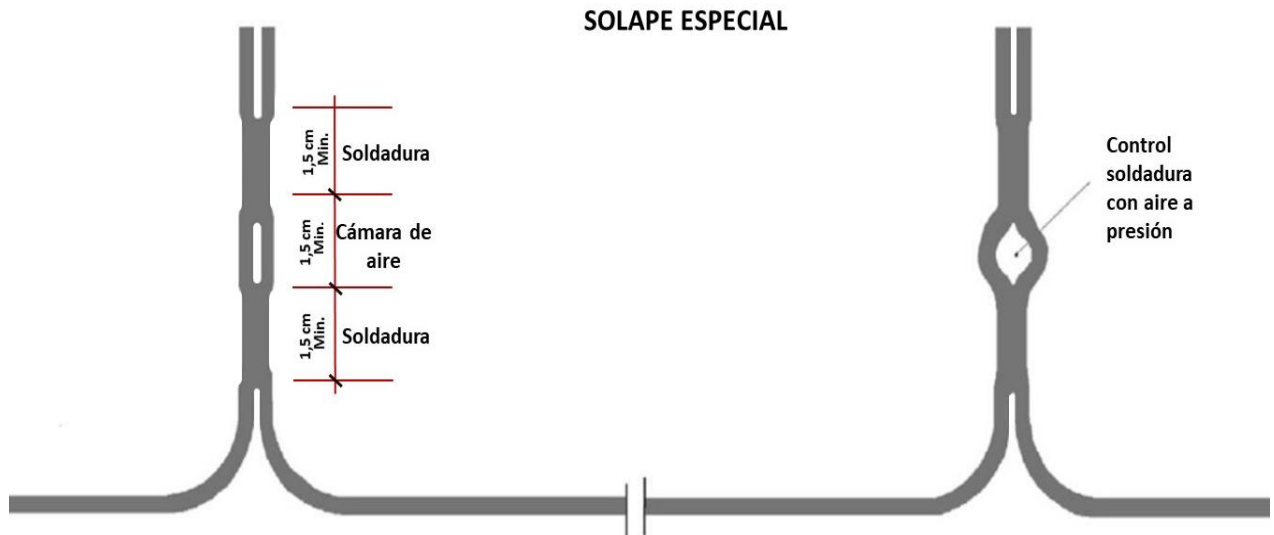 SOLAPE ESPECIAL
1,5 cm
Min.
Soldadura
1,5 cm
Min.
Cámara de
aire
1,5 cm
Min.
Soldadura
Control
soldadura
con aire a
presión